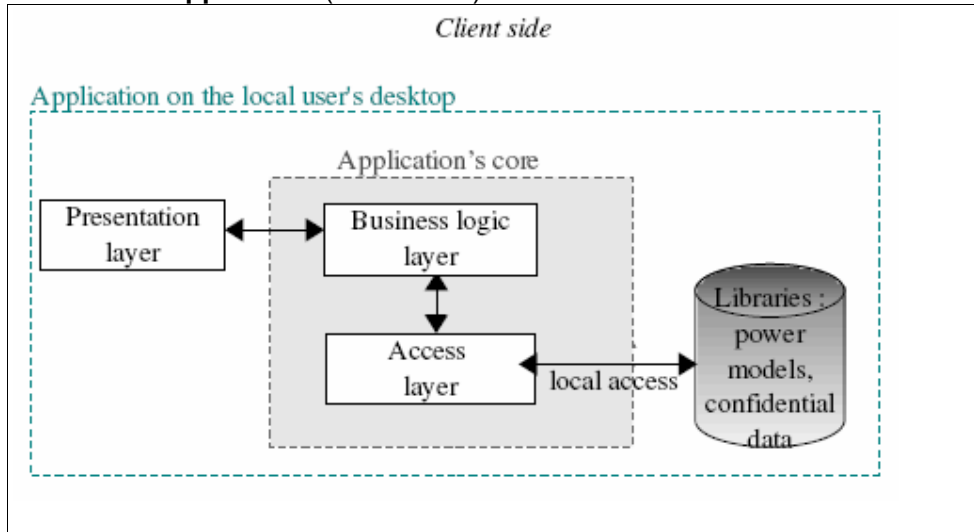 Client side
Application on the local user's desktop
Application's core
Presentation
layer
Business logic
layer
Access
layer
local access
Libraries :
power
models,
confidential
data